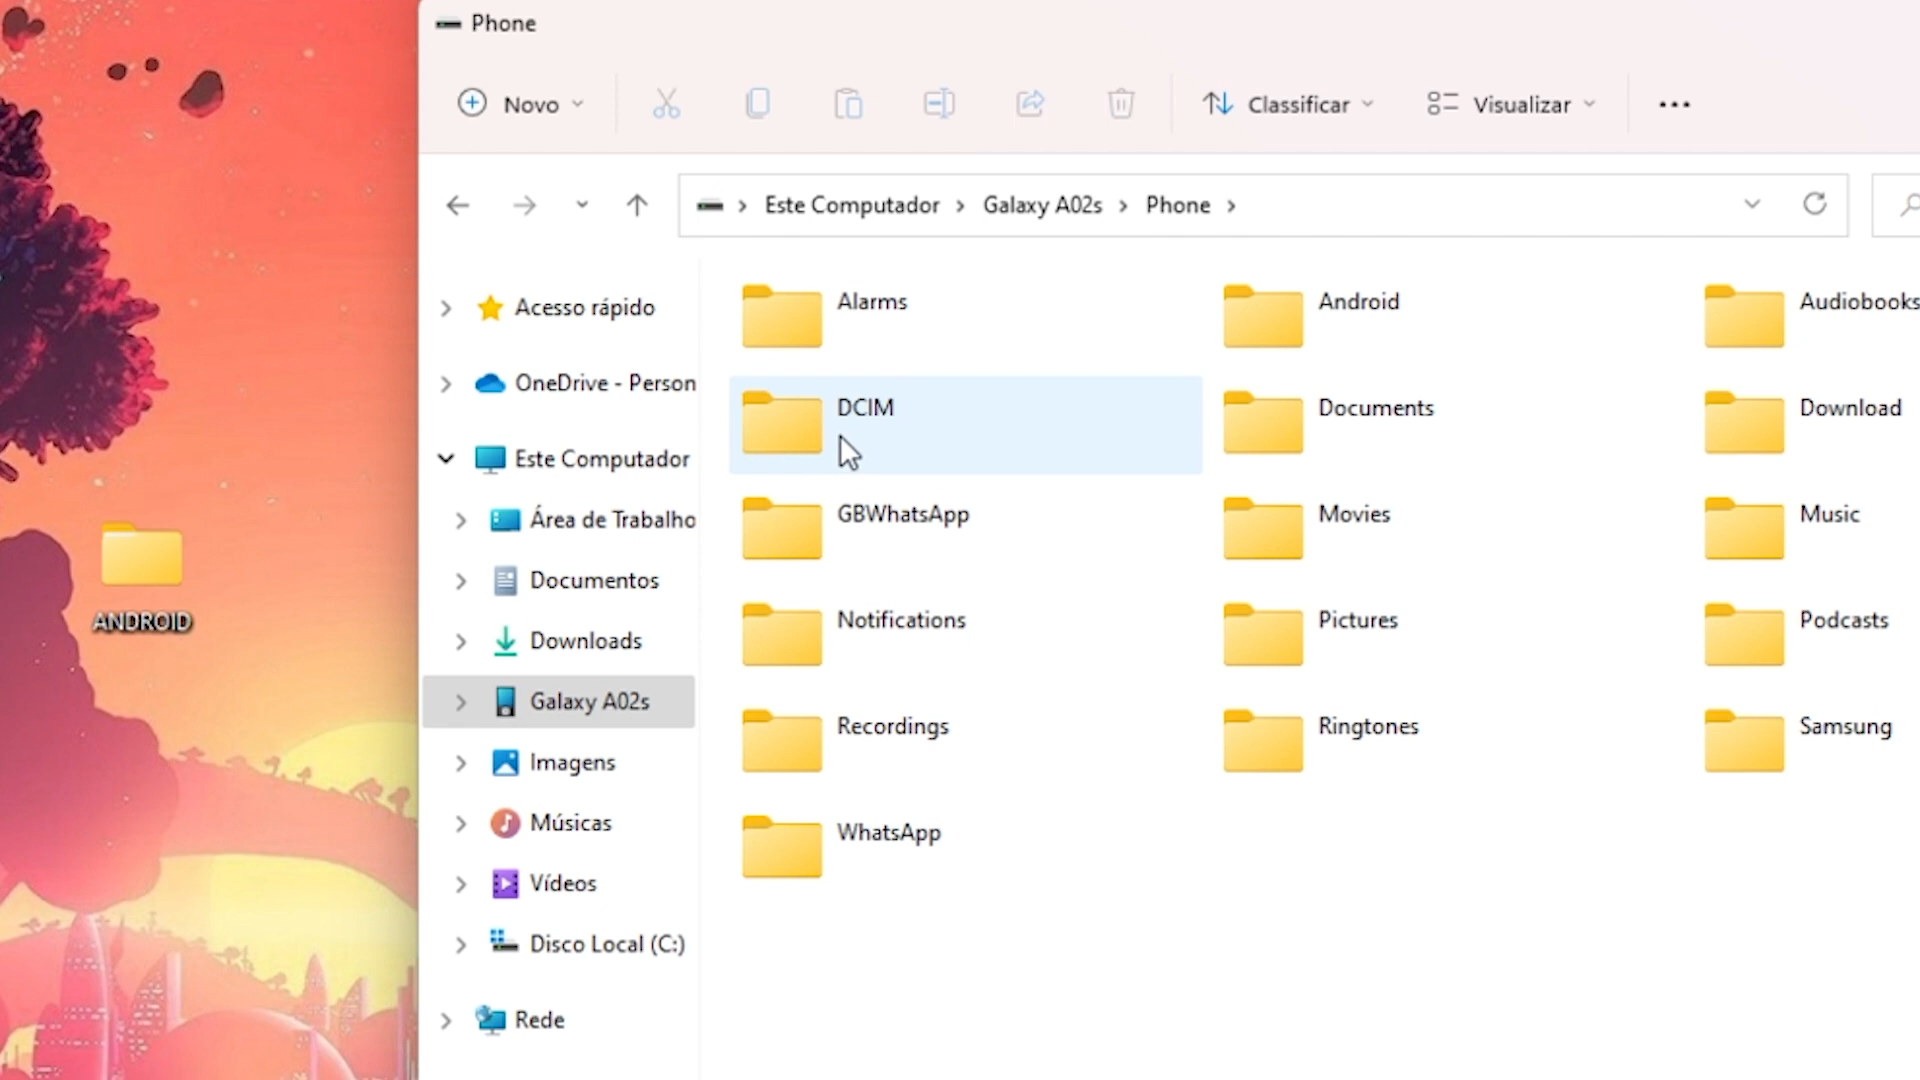 Phone
Novo
Classificar
Visualizar
Este Computador
Galaxy A02s
Phone
Acesso rápido
OneDrive - Person
Este Computador
Área de Trabalho
Documentos
Downloads
Galaxy A02s
Imagens
Músicas
Vídeos
Disco Local (C:)
Rede
Alarms
Android
Audiobooks
DCIM
Documents
Download
GBWhatsApp
Movies
Music
Notifications
Pictures
Podcasts
Recordings
Ringtones
Samsung
WhatsApp
ANDROID